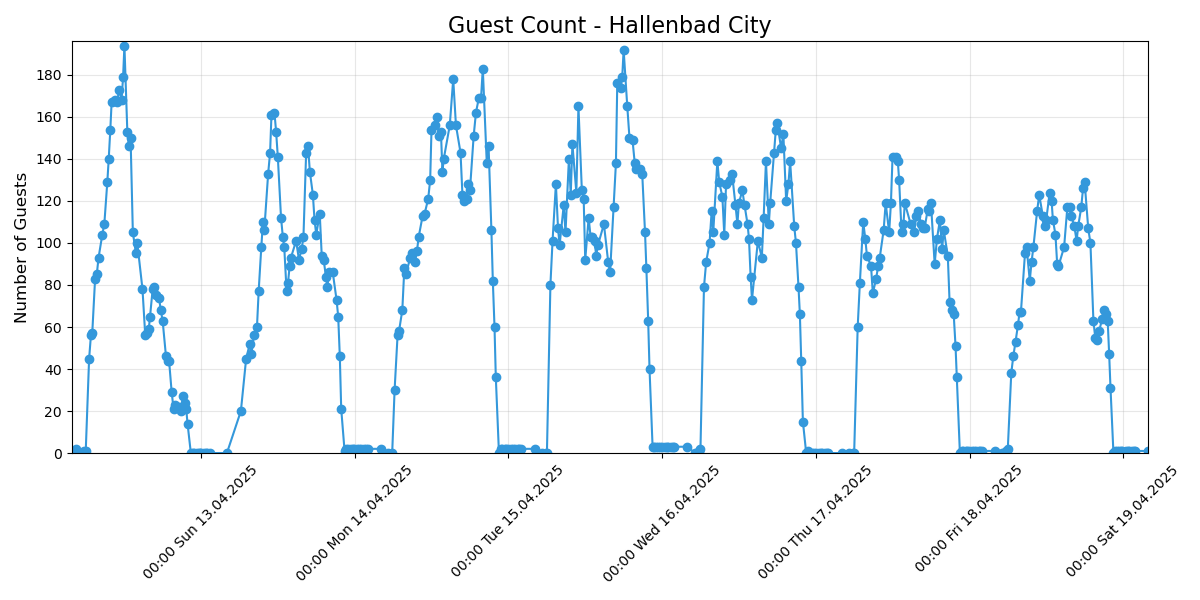 Guest Count - Hallenbad City
Number of Guests
180
160
140
120
100
80
60
40
20
0
00:00 Sun 13.04.2025
00:00 Mon 14.04.2025
00:00 Tue 15.04.2025
00:00 Wed 16.04.2025
00:00 Thu 17.04.2025
00:00 Fri 18.04.2025
00:00 Sat 19.04.2025